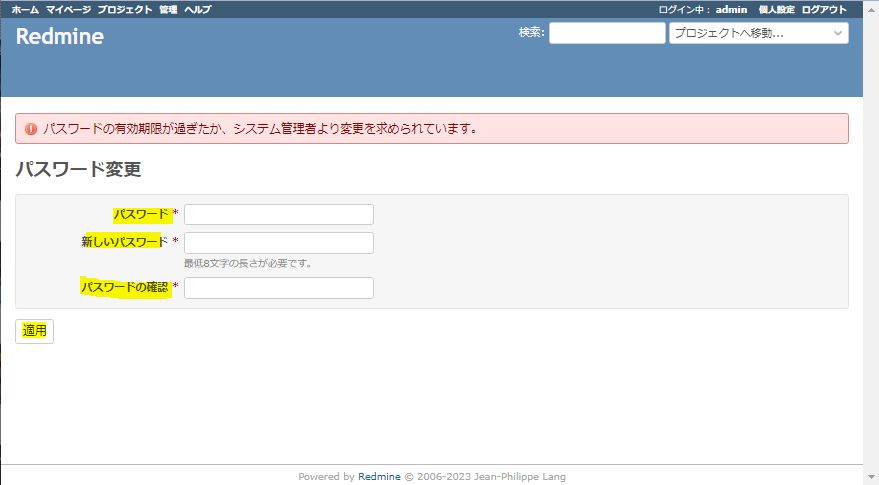 ホーム マイページ プロジェクト 管理 ヘルプ ログイン中: admin 個人設定 ログアウト
Redmine 検索: プロジェクトへ移動...
パスワードの有効期限が過ぎたか、システム管理者より変更を求められています。
パスワード変更
パスワード *
新しいパスワード *
最低8文字の長さが必要です。
パスワードの確認 *
適用
Powered by Redmine © 2006-2023 Jean-Philippe Lang